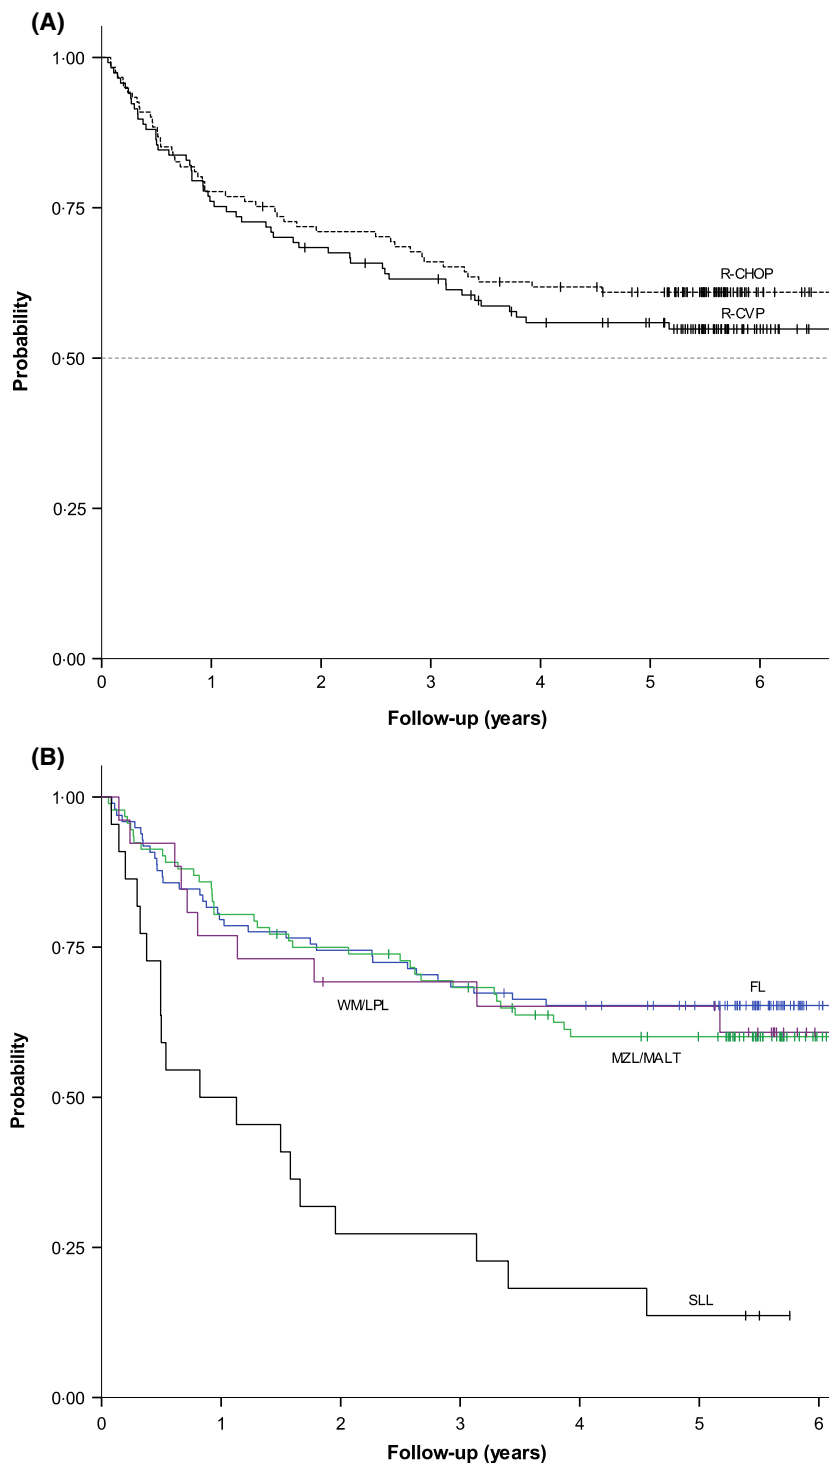 (A)
1·00
0·75
0·50
0·25
0·00
Probability
R-CHOP
R-CVP
0 1 2 3 4 5 6
Follow-up (years)
(B)
1·00
0·75
0·50
0·25
0·00
Probability
FL
WM/LPL
MZL/MALT
SLL
0 1 2 3 4 5 6
Follow-up (years)